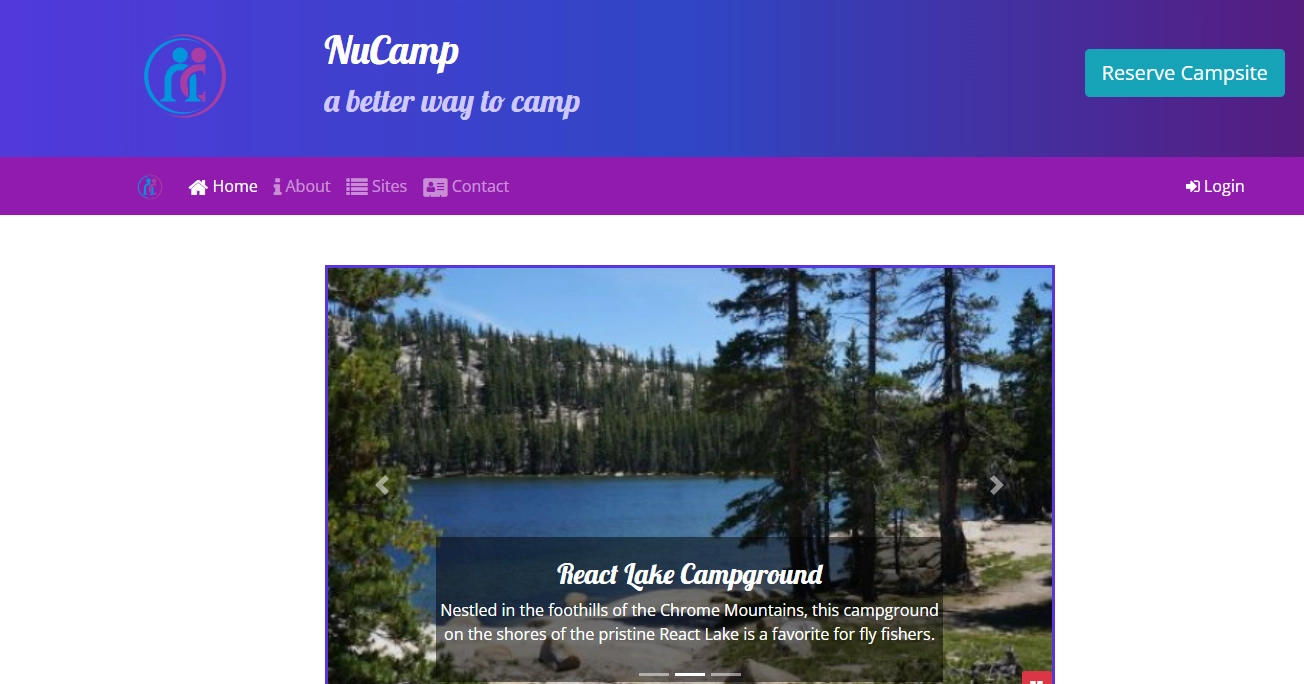 NuCamp
a better way to camp
Reserve Campsite
Home About Sites Contact Login
React Lake Campground
Nestled in the foothills of the Chrome Mountains, this campground
on the shores of the pristine React Lake is a favorite for fly fishers.